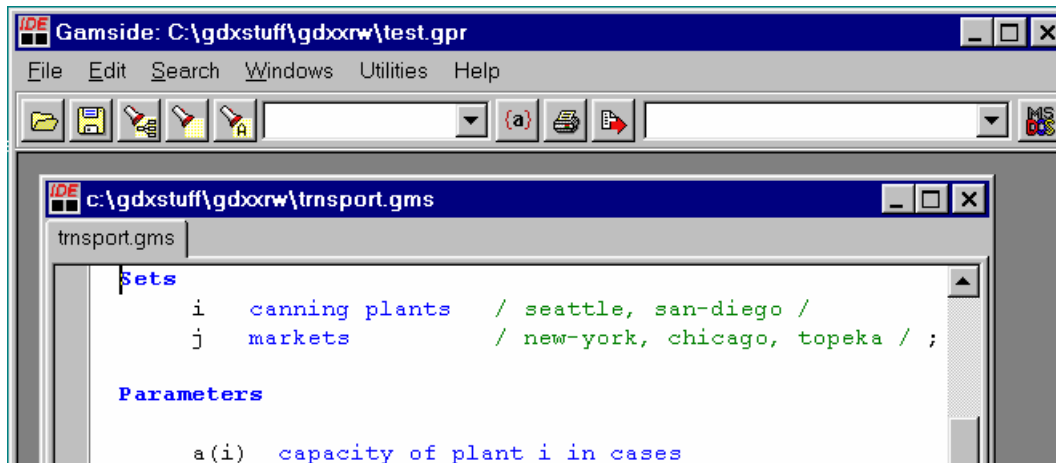 IDE Gamside: C:\gdxstuff\gdxxrw\test.gpr
File Edit Search Windows Utilities Help
A {a} MS DOS
IDE c:\gdxstuff\gdxxrw\trnsport.gms
trnsport.gms
Sets
i canning plants / seattle, san-diego /
j markets / new-york, chicago, topeka / ;
Parameters
a(i) capacity of plant i in cases